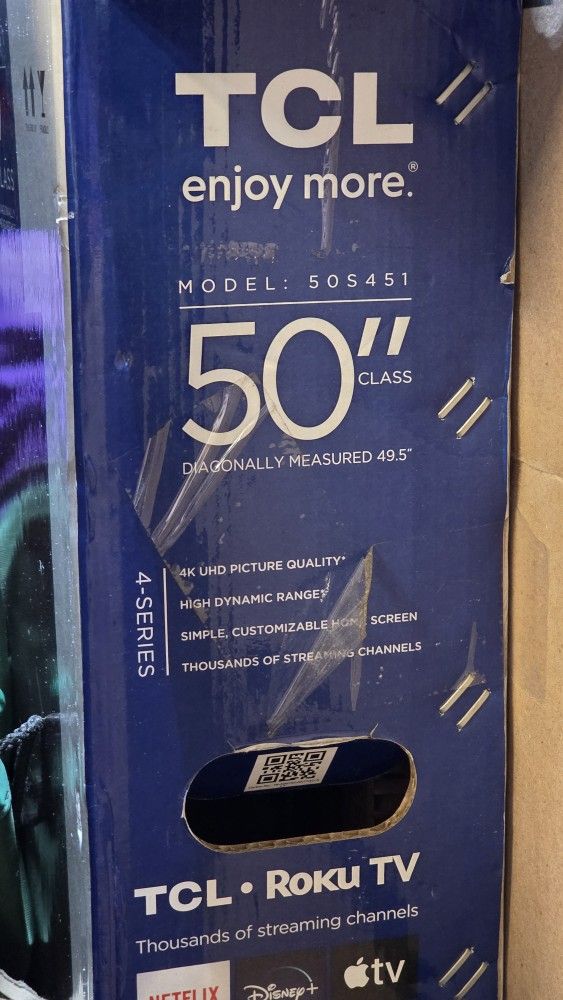 TCL
enjoy more.®
MODEL: 50S451
50″
CLASS
DIAGONALLY MEASURED 49.5"
4-SERIES
4K UHD PICTURE QUALITY*
HIGH DYNAMIC RANGE*
SIMPLE, CUSTOMIZABLE HOME SCREEN
THOUSANDS OF STREAMING CHANNELS
TCL • Roku TV
Thousands of streaming channels
NETFLIX
Disney+
tv